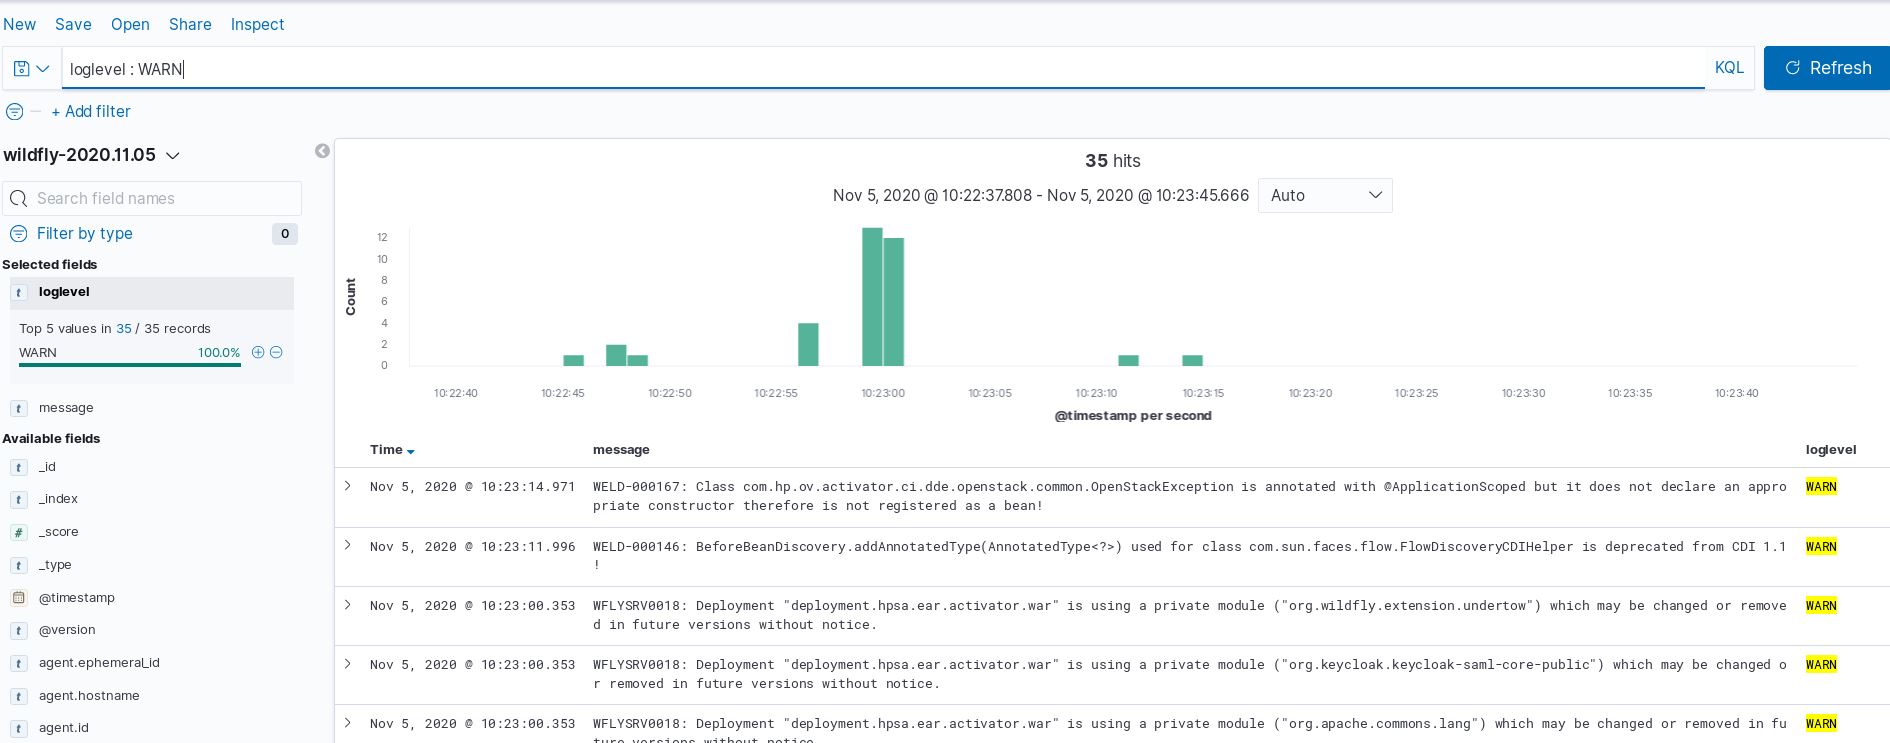 New Save Open Share Inspect
loglevel : WARN
KQL
Refresh
+ Add filter
wildfly-2020.11.05
Search field names
Filter by type 0
Selected fields
t loglevel
Top 5 values in 35 / 35 records
WARN 100.0%
t message
Available fields
t _id
t _index
# _score
t _type
@timestamp
t @version
t agent.ephemeral_id
t agent.hostname
t agent.id
35 hits
Nov 5, 2020 @ 10:22:37.808 - Nov 5, 2020 @ 10:23:45.666 Auto
Count
12
10
8
6
4
2
0
10:22:40 10:22:45 10:22:50 10:22:55 10:23:00 10:23:05 10:23:10 10:23:15 10:23:20 10:23:25 10:23:30 10:23:35 10:23:40
@timestamp per second
Time message loglevel
Nov 5, 2020 @ 10:23:14.971 WELD-000167: Class com.hp.ov.activator.ci.dde.openstack.common.OpenStackException is annotated with @ApplicationScoped but it does not declare an appro WARN
priate constructor therefore is not registered as a bean!
Nov 5, 2020 @ 10:23:11.996 WELD-000146: BeforeBeanDiscovery.addAnnotatedType(AnnotatedType<?>) used for class com.sun.faces.flow.FlowDiscoveryCDIHelper is deprecated from CDI 1.1 WARN
!
Nov 5, 2020 @ 10:23:00.353 WFLYSRV0018: Deployment "deployment.hpsa.ear.activator.war" is using a private module ("org.wildfly.extension.undertow") which may be changed or remove WARN
d in future versions without notice.
Nov 5, 2020 @ 10:23:00.353 WFLYSRV0018: Deployment "deployment.hpsa.ear.activator.war" is using a private module ("org.keycloak.keycloak-saml-core-public") which may be changed o WARN
r removed in future versions without notice.
Nov 5, 2020 @ 10:23:00.353 WFLYSRV0018: Deployment "deployment.hpsa.ear.activator.war" is using a private module ("org.apache.commons.lang") which may be changed or removed in fu WARN
ture versions without notice.